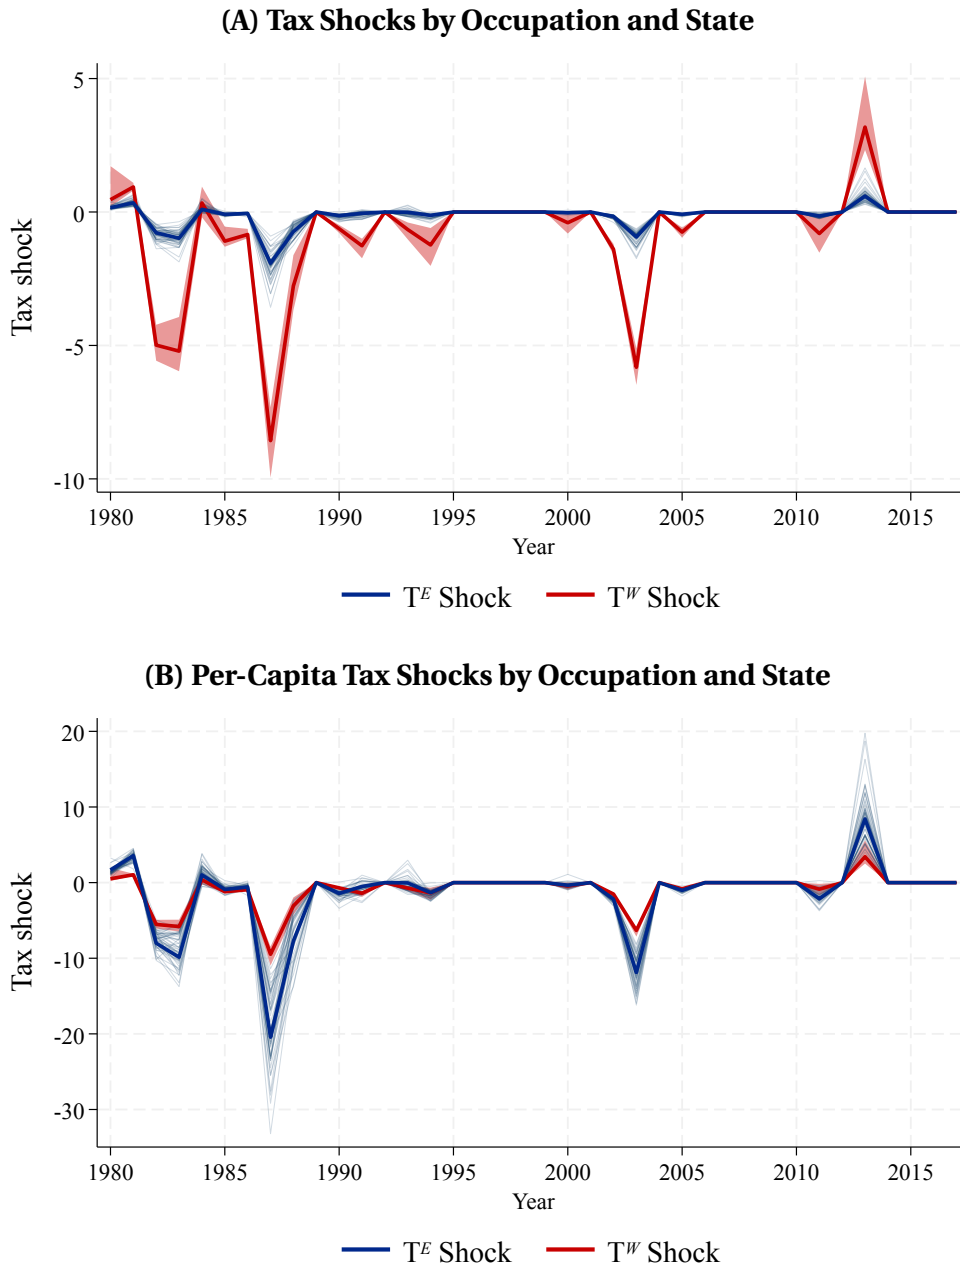 (A) Tax Shocks by Occupation and State
5
0
-5
-10
Tax shock
1980 1985 1990 1995 2000 2005 2010 2015
Year
T^E Shock T^W Shock
(B) Per-Capita Tax Shocks by Occupation and State
20
10
0
-10
-20
-30
Tax shock
1980 1985 1990 1995 2000 2005 2010 2015
Year
T^E Shock T^W Shock